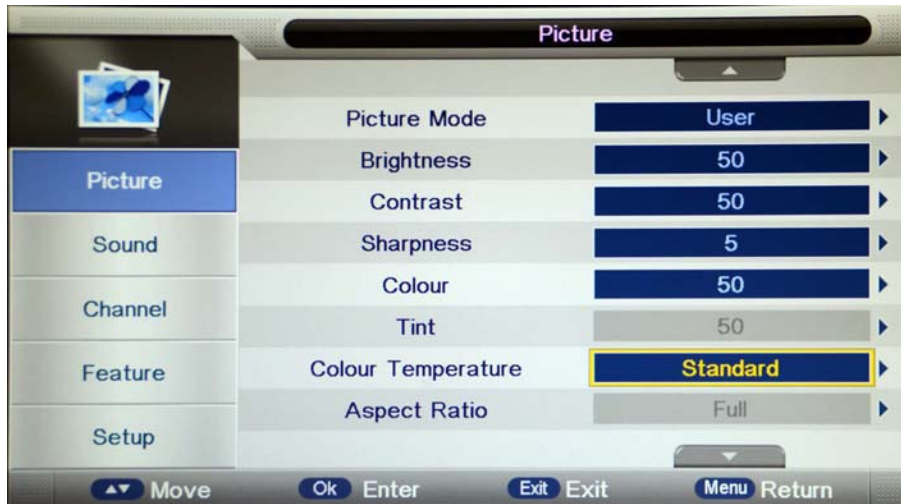 Picture
Picture
Sound
Channel
Feature
Setup
Picture Mode User
Brightness 50
Contrast 50
Sharpness 5
Colour 50
Tint 50
Colour Temperature Standard
Aspect Ratio Full
Move Ok Enter Exit Exit Menu Return